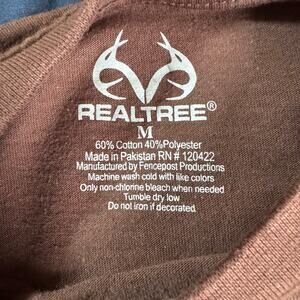 REALTREE®
M
60% Cotton 40%Polyester
Made in Pakistan RN # 120422
Manufactured by Fencepost Productions
Machine wash cold with like colors
Only non-chlorine bleach when needed
Tumble dry low
Do not iron if decorated.